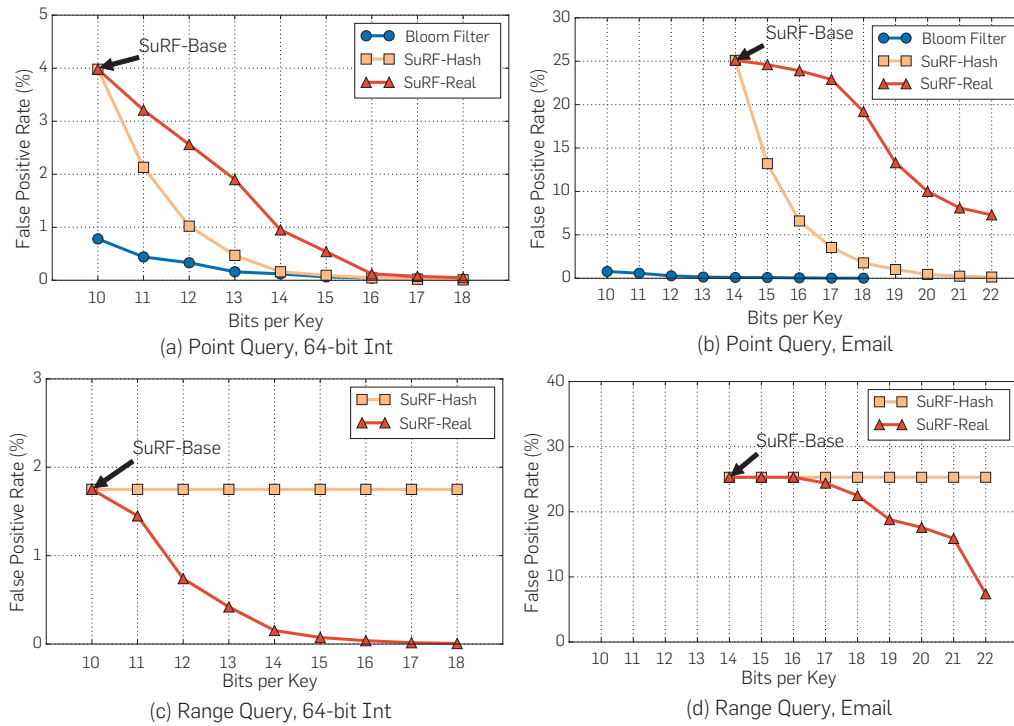 SuRF-Base
Bloom Filter
SuRF-Hash
SuRF-Real
False Positive Rate (%)
4
3
2
1
0
10 11 12 13 14 15 16 17 18
Bits per Key
(a) Point Query, 64-bit Int
SuRF-Base
Bloom Filter
SuRF-Hash
SuRF-Real
False Positive Rate (%)
30
25
20
15
10
5
0
10 11 12 13 14 15 16 17 18 19 20 21 22
Bits per Key
(b) Point Query, Email
SuRF-Hash
SuRF-Real
SuRF-Base
False Positive Rate (%)
3
2
1
0
10 11 12 13 14 15 16 17 18
Bits per Key
(c) Range Query, 64-bit Int
SuRF-Hash
SuRF-Real
SuRF-Base
False Positive Rate (%)
40
30
20
10
0
10 11 12 13 14 15 16 17 18 19 20 21 22
Bits per Key
(d) Range Query, Email